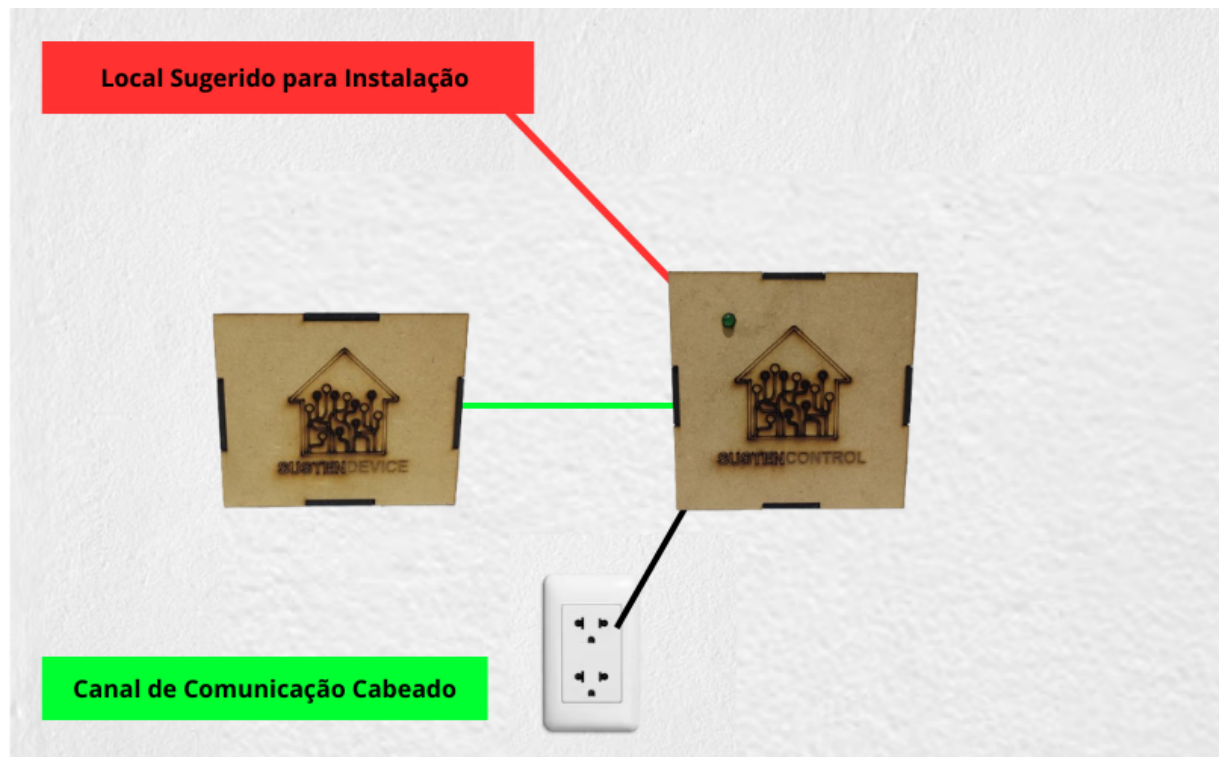 Local Sugerido para Instalação
SUSTENDEVICE
SUSTENCONTROL
Canal de Comunicação Cabeado